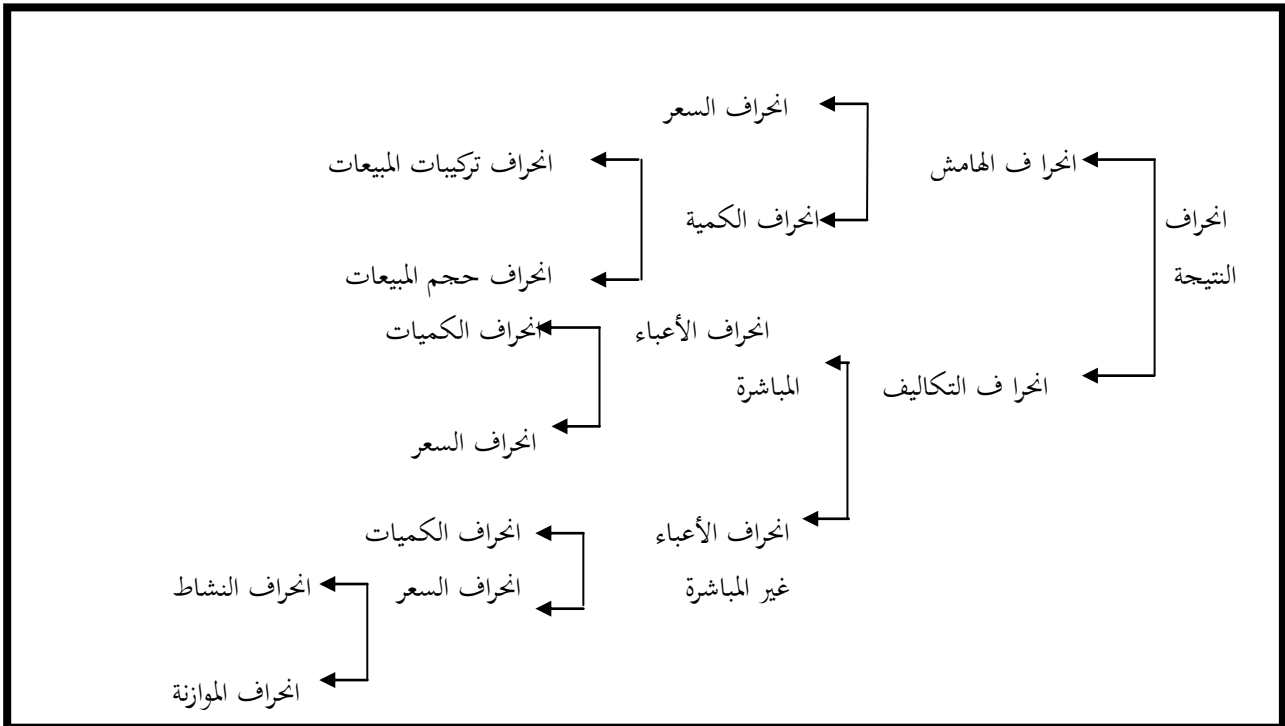 انحراف السعر
انحرا ف الهامش
انحراف تركيبات المبيعات
انحراف
النتيجة
انحراف الكمية
انحراف حجم المبيعات
انحراف الأعباء
المباشرة
انحراف الكميات
انحرا ف التكاليف
انحراف السعر
انحراف الأعباء
غير المباشرة
انحراف الكميات
انحراف السعر
انحراف النشاط
انحراف الموازنة